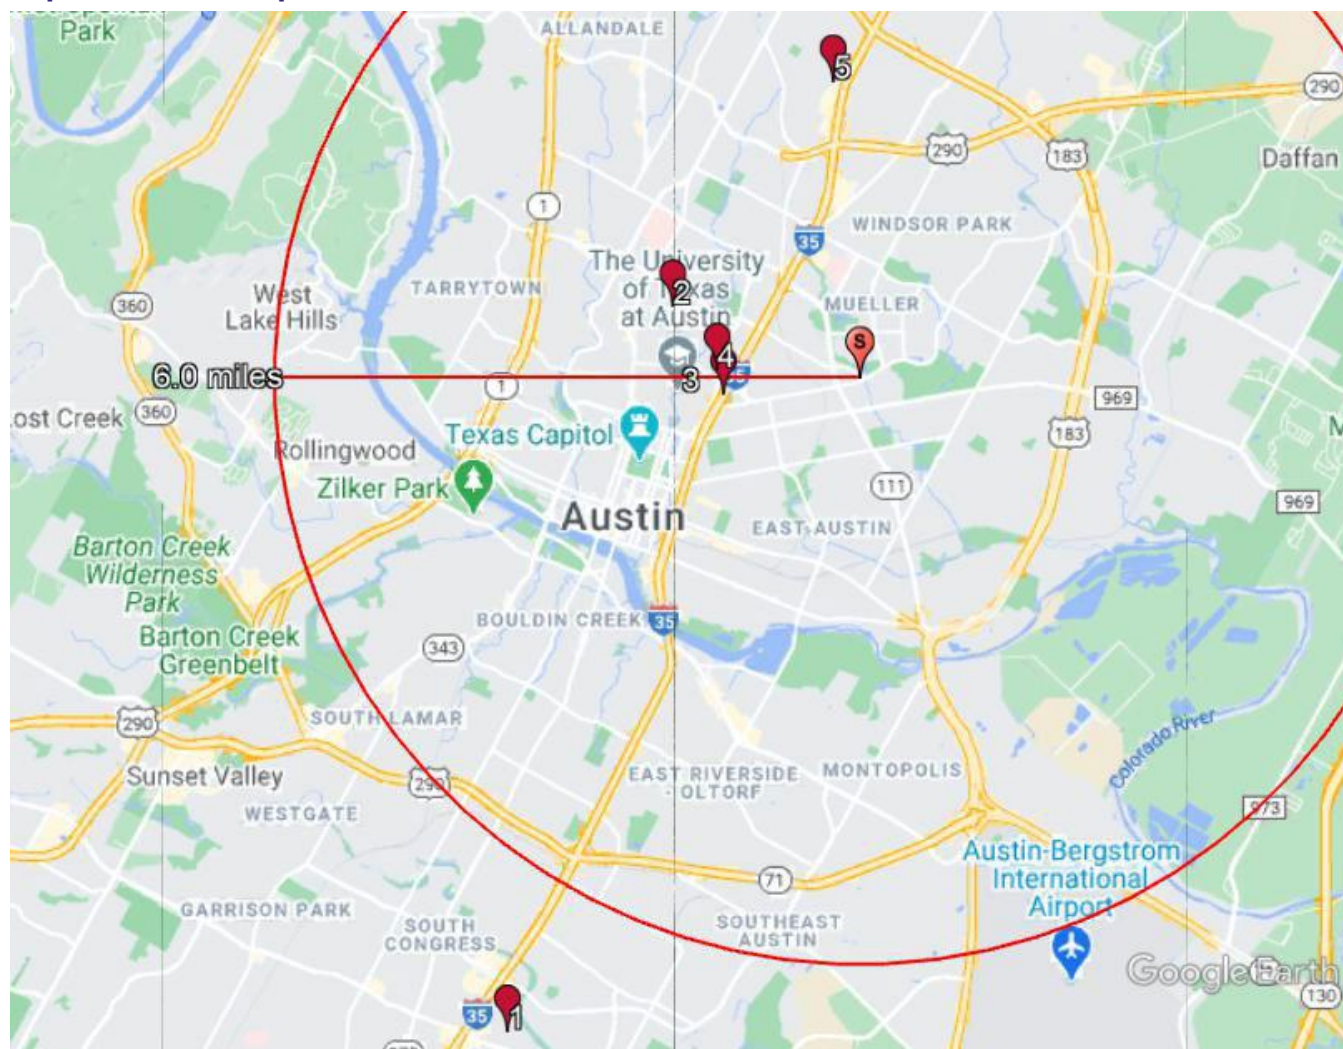 Park
ALLANDALE
5
290
290
183
Daffan
1
WINDSOR PARK
35
The University
of Texas
at Austin
2
TARRYTOWN
MUELLER
360
West
Lake Hills
S
4
35
6.0 miles
1
3
969
360
Lost Creek
183
Texas Capitol
Rollingwood
Zilker Park
111
969
Austin
EAST AUSTIN
Barton Creek
Wilderness
Park
BOULDIN CREEK
35
Barton Creek
Greenbelt
343
SOUTH LAMAR
290
Colorado River
Sunset Valley
290
EAST RIVERSIDE
- OLTORF
MONTOPOLIS
WESTGATE
973
Austin-Bergstrom
International
Airport
71
GARRISON PARK
SOUTH
CONGRESS
SOUTHEAST
AUSTIN
Google Earth
130
35
1